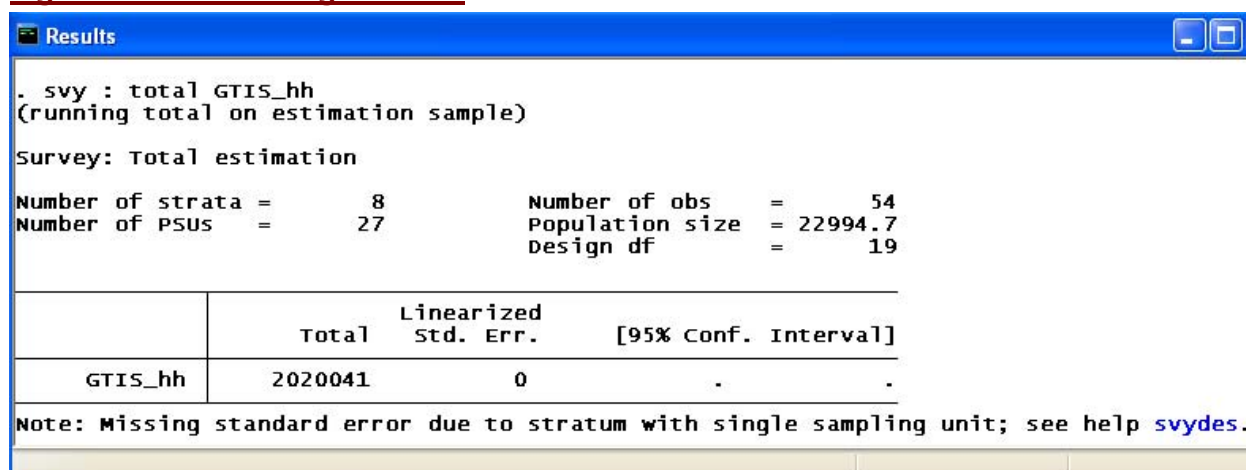 Results
. svy : total GTIS_hh
(running total on estimation sample)
Survey: Total estimation
Number of strata = 8 Number of obs = 54
Number of PSUs = 27 Population size = 22994.7
Design df = 19
Linearized
Total Std. Err. [95% Conf. Interval]
GTIS_hh 2020041 0 . .
Note: Missing standard error due to stratum with single sampling unit; see help svydes.